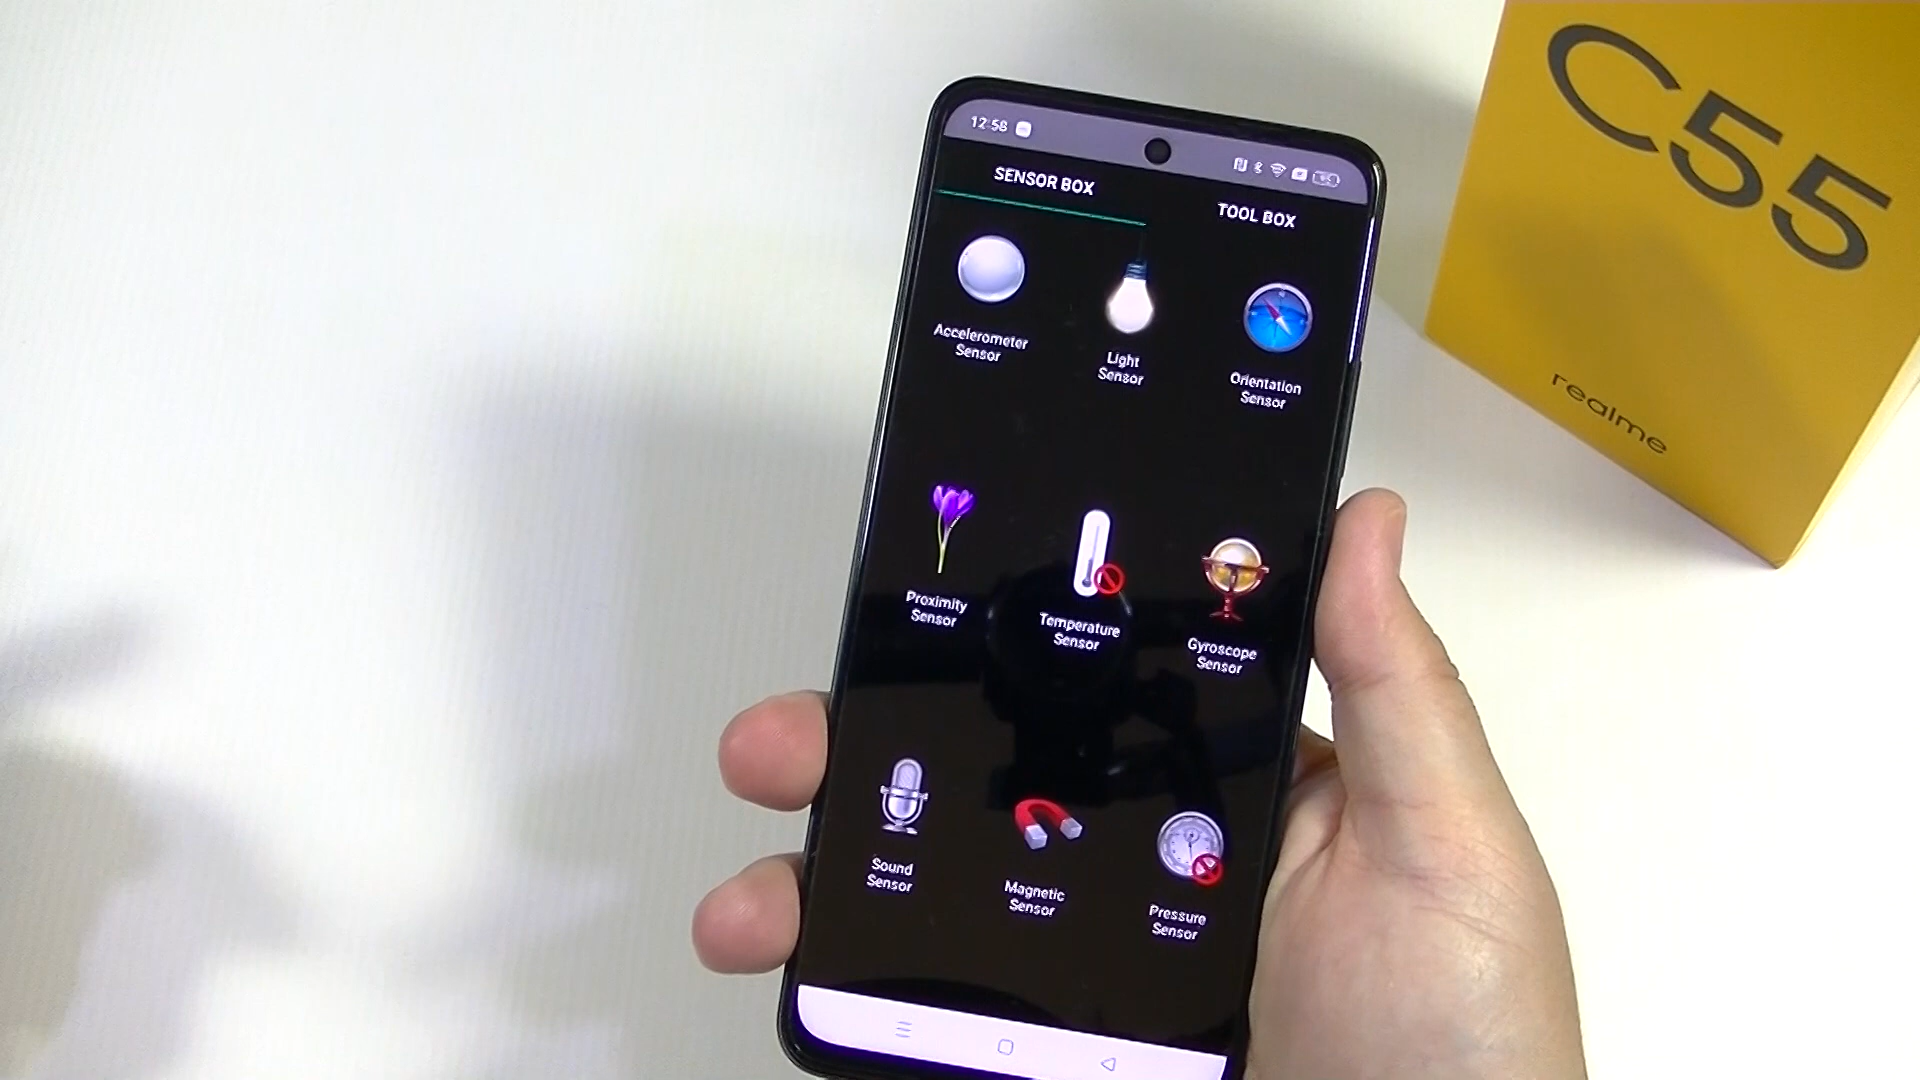 C55
realme
12:58
SENSOR BOX
TOOL BOX
Accelerometer
Sensor
Light
Sensor
Orientation
Sensor
Proximity
Sensor
Temperature
Sensor
Gyroscope
Sensor
Sound
Sensor
Magnetic
Sensor
Pressure
Sensor